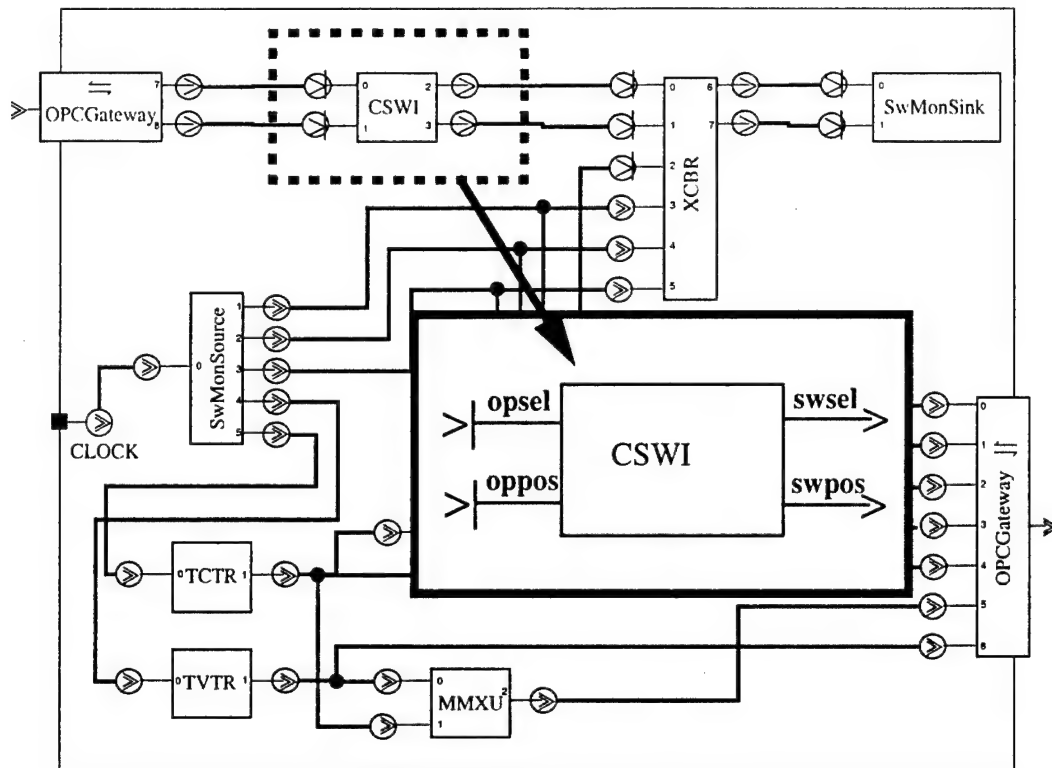 OPCGateway
7
8
0
1
CSWI
2
3
0
1
2
3
4
5
XCBR
6
7
0
1
SwMonSink
0
SwMonSource
1
2
3
4
5
CLOCK
opsel
oppos
CSWI
swsel
swpos
0
1
2
3
4
5
6
OPCGateway
0
TCTR
1
0
TVTR
1
0
1
MMXU
2